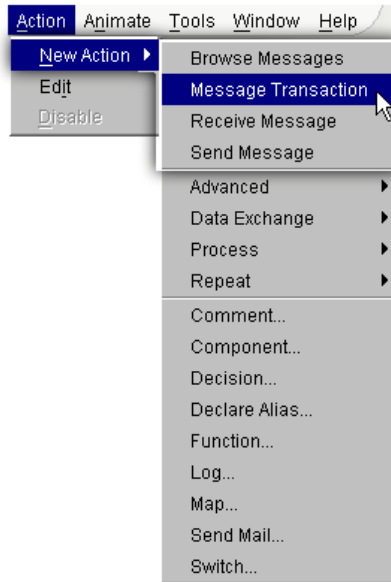 Action Animate Tools Window Help
New Action
Edit
Disable
Browse Messages
Message Transaction
Receive Message
Send Message
Advanced
Data Exchange
Process
Repeat
Comment...
Component...
Decision...
Declare Alias...
Function...
Log...
Map...
Send Mail...
Switch...